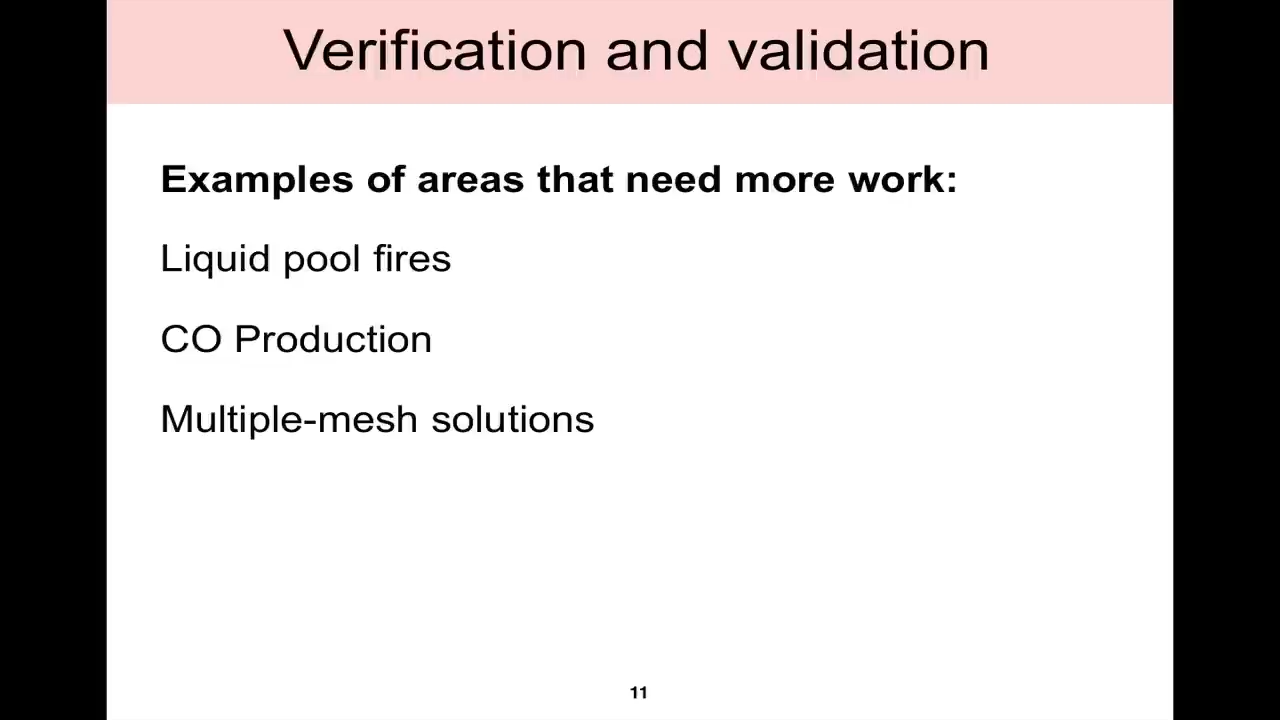 Verification and validation
Examples of areas that need more work:
Liquid pool fires
CO Production
Multiple-mesh solutions
11